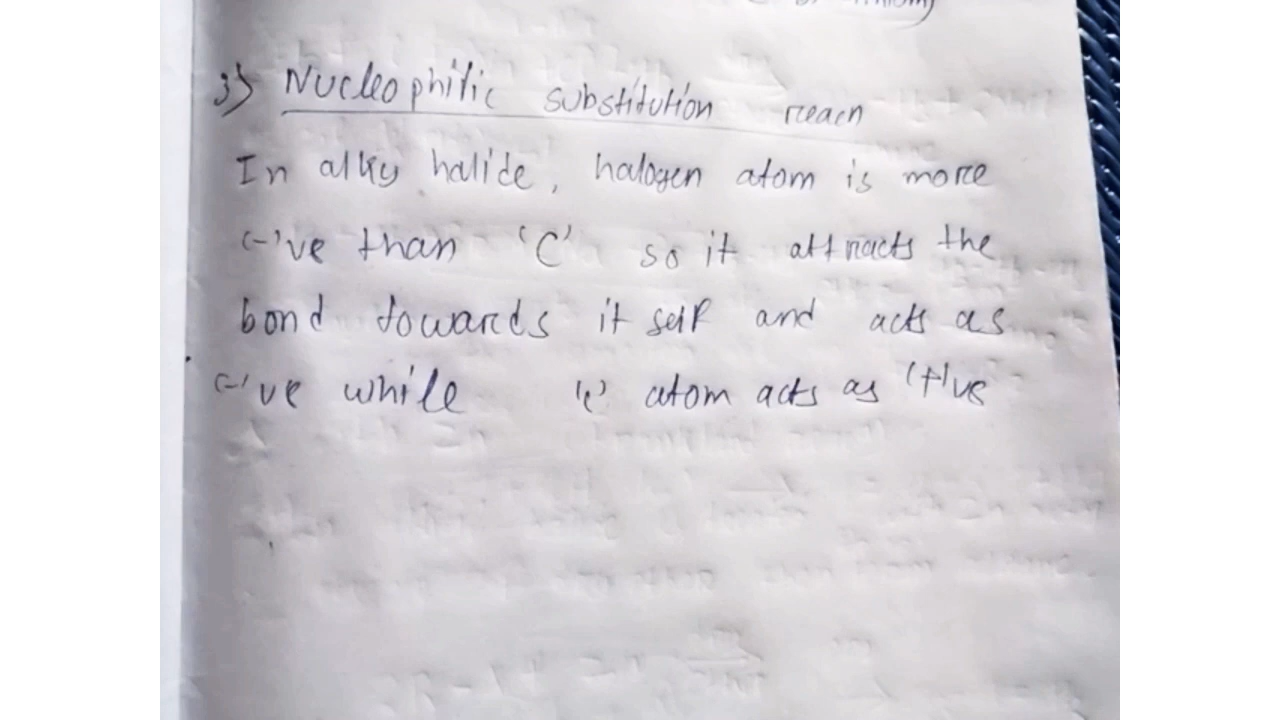 3) Nucleophilic substitution reacn
In alky halide, halogen atom is more
(-)'ve than 'C' so it attracts the
bond towards it self and acts as
(-)'ve while 'c' atom acts as (+)'ve